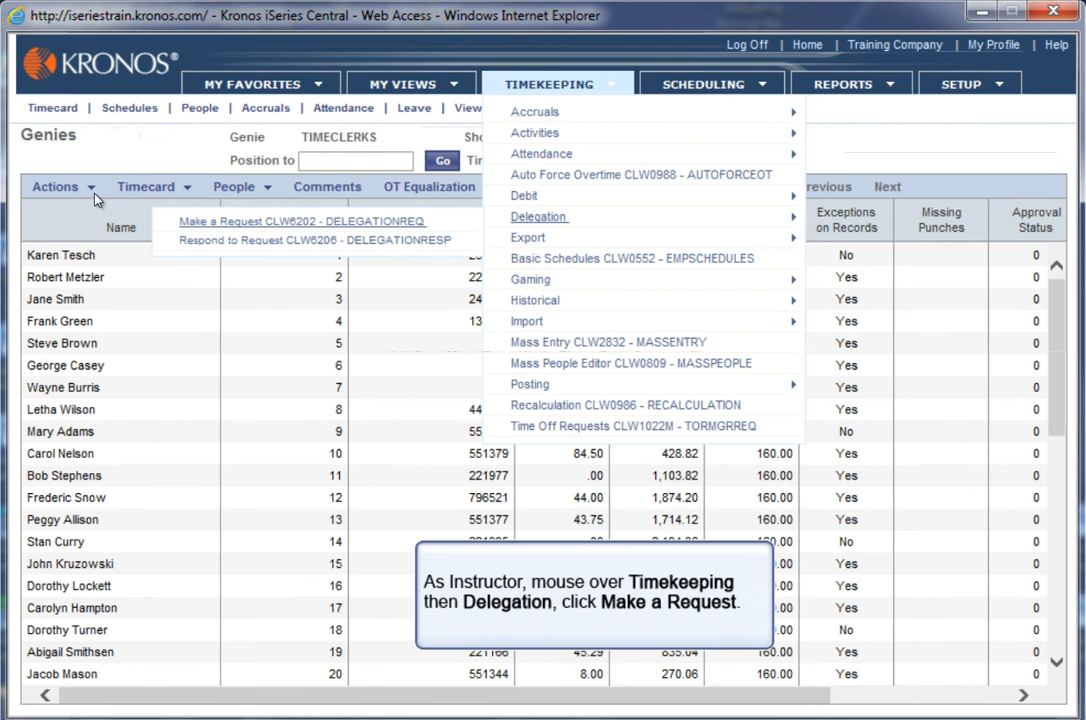 http://iseriestrain.kronos.com/ - Kronos iSeries Central - Web Access - Windows Internet Explorer
Log Off | Home | Training Company | My Profile | Help
KRONOS®
MY FAVORITES MY VIEWS TIMEKEEPING SCHEDULING REPORTS SETUP
Timecard | Schedules | People | Accruals | Attendance | Leave | View
Genies
Genie TIMECLERKS
Position to Go
Actions Timecard People Comments OT Equalization Next
Name Exceptions on Records Missing Punches Approval Status
Accruals
Activities
Attendance
Auto Force Overtime CLW0988 - AUTOFORCEOT
Debit
Delegation
Export
Basic Schedules CLW0552 - EMPSCHEDULES
Gaming
Historical
Import
Mass Entry CLW2832 - MASSENTRY
Mass People Editor CLW0809 - MASSPEOPLE
Posting
Recalculation CLW0986 - RECALCULATION
Time Off Requests CLW1022M - TORMGRREQ
Make a Request CLW6202 - DELEGATIONREQ
Respond to Request CLW6206 - DELEGATIONRESP
Karen Tesch No 0
Robert Metzler 2 22 Yes 0
Jane Smith 3 24 Yes 0
Frank Green 4 13 Yes 0
Steve Brown 5 Yes 0
George Casey 6 Yes 0
Wayne Burris 7 Yes 0
Letha Wilson 8 44 Yes 0
Mary Adams 9 55 No 0
Carol Nelson 10 551379 84.50 428.82 160.00 Yes 0
Bob Stephens 11 221977 .00 1,103.82 160.00 Yes 0
Frederic Snow 12 796521 44.00 1,874.20 160.00 Yes 0
Peggy Allison 13 551377 43.75 1,714.12 160.00 Yes 0
Stan Curry 14 No 0
John Kruzowski 15 Yes 0
Dorothy Lockett 16 Yes 0
Carolyn Hampton 17 Yes 0
Dorothy Turner 18 No 0
Abigail Smithsen 19 221166 45.29 835.04 160.00 Yes 0
Jacob Mason 20 551344 8.00 270.06 160.00 Yes 0
As Instructor, mouse over Timekeeping
then Delegation, click Make a Request.